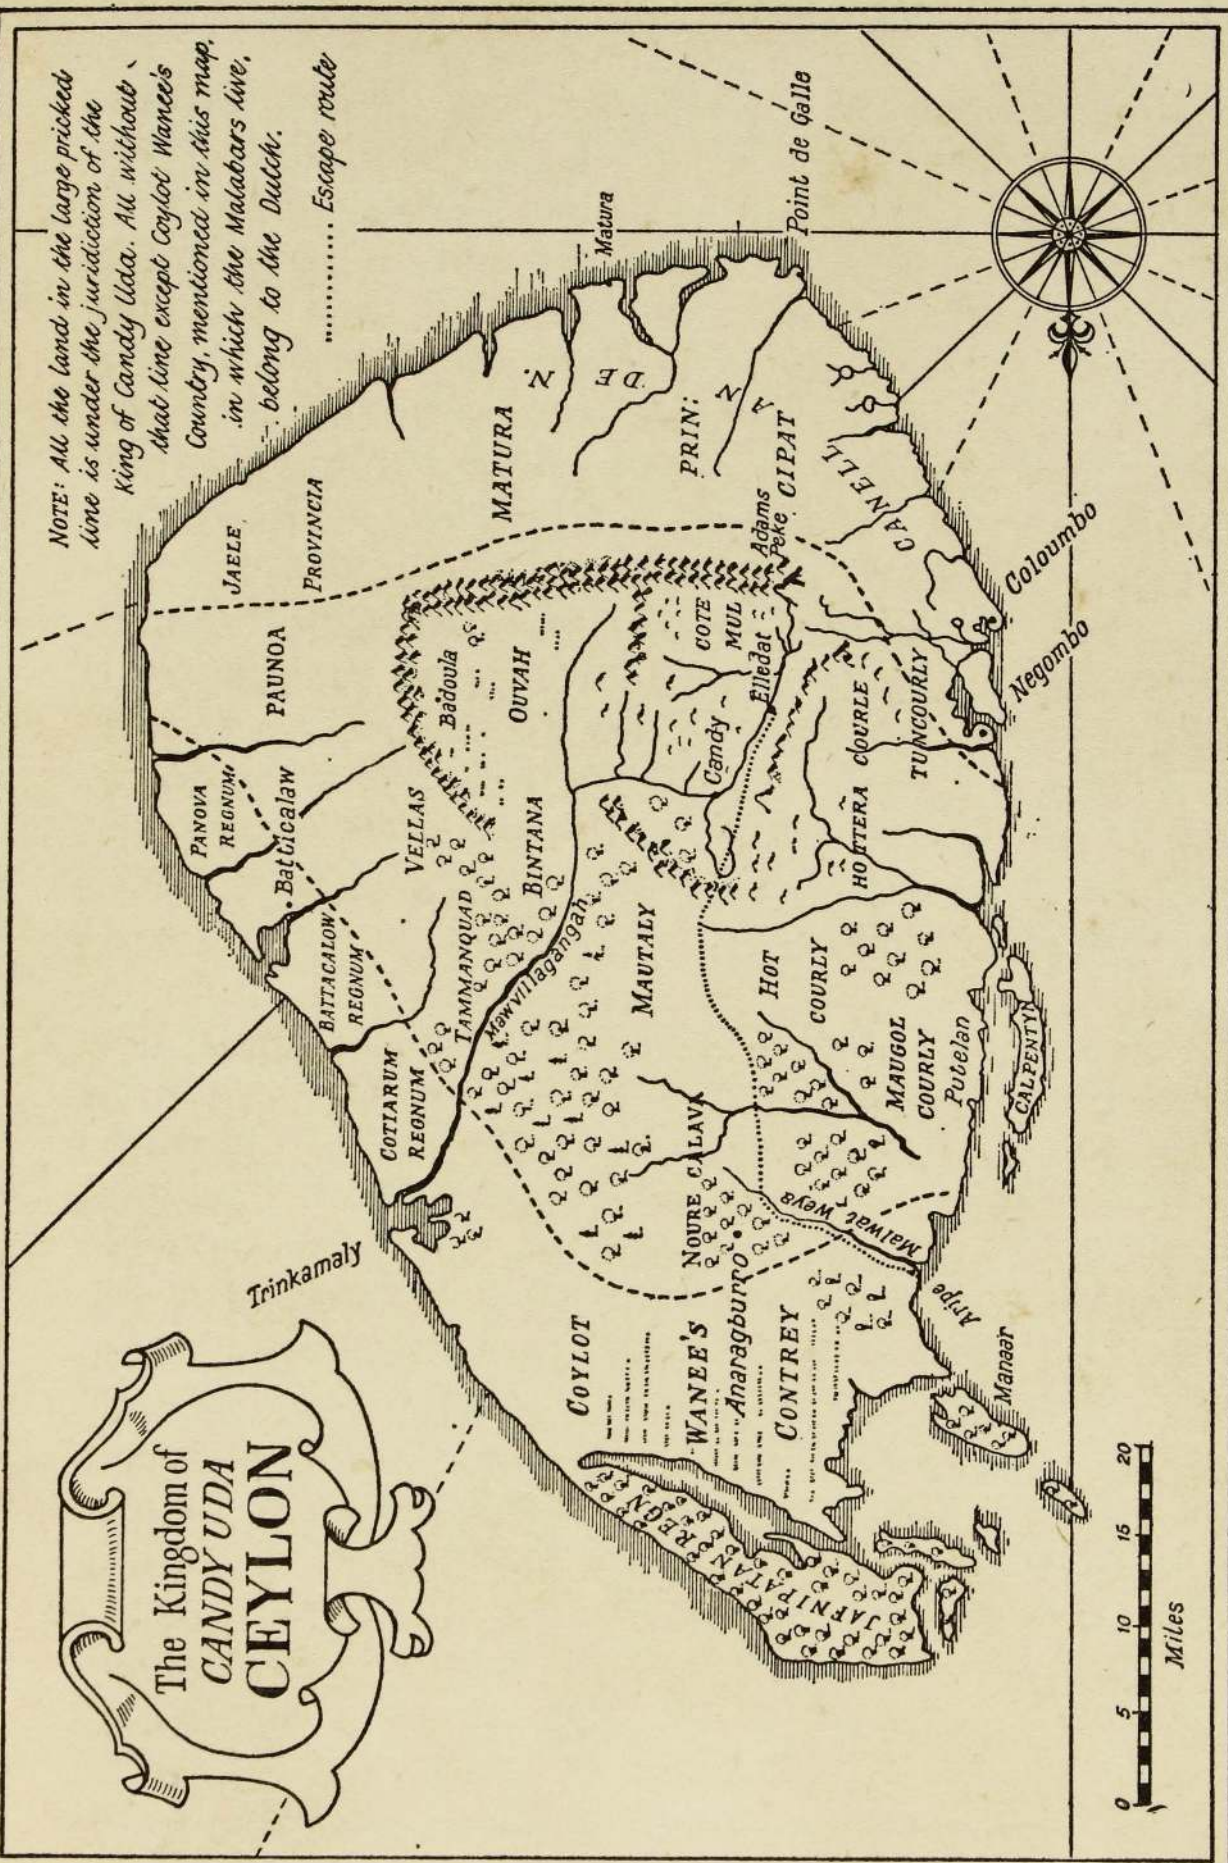 The Kingdom of
CANDY UDA
CEYLON
NOTE: All the land in the large pricked
line is under the juridiction of the
King of Candy Uda. All without
that line except Coylot Wanee's
Country, mentioned in this map,
in which the Malabars live,
belong to the Dutch.
Escape route
Trinkamaly
COTIARUM
REGNUM
BATTACALOW
REGNUM
Batticalaw
PANOVA
REGNUM
PAUNOA
JAELE
PROVINCIA
MATURA
N.
DE
PRIN:
AN
CIPAT
Matura
Point de Galle
CANELL
Adams
Peke
VELLAS
Badoula
OUVAH
BINTANA
TAMMANQUAD
Mawvillagangah
MAUTALY
COTE
MUL
Elledat
Candy
HOTTERA COURLE
TUNCOURLY
Coloumbo
Negombo
HOT
COURLY
MAUGOL
COURLY
Putelan
CALPENTYN
NOURE CALAVA
Malwat Weya
Anaragburro
COYLOT
WANEE'S
CONTREY
Aripe
Manaar
JAFNIPATAN REGN
0 5 10 15 20
Miles